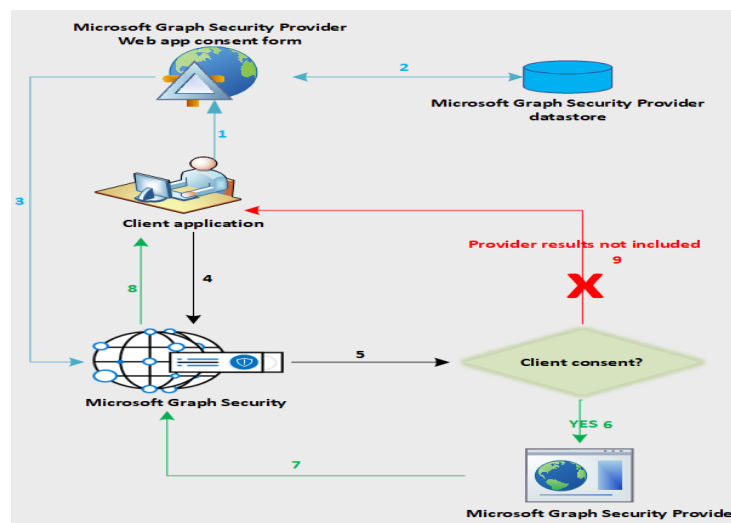 Microsoft Graph Security Provider
Web app consent form
2
Microsoft Graph Security Provider
datastore
1
3
Client application
Provider results not included
9
X
8
4
5
Client consent?
Microsoft Graph Security
YES 6
7
Microsoft Graph Security Provide